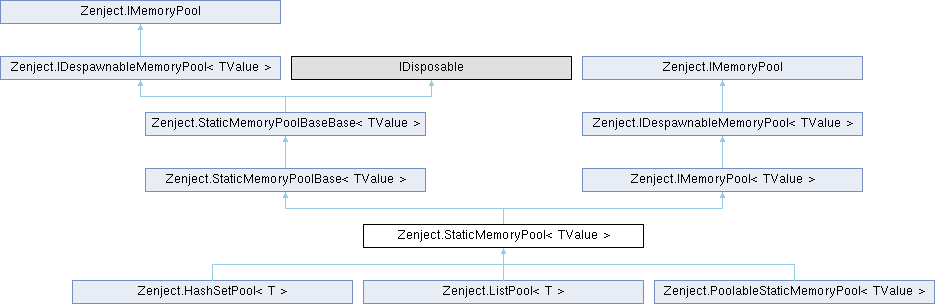 Zenject.IMemoryPool
Zenject.IDespawnableMemoryPool< TValue >
IDisposable
Zenject.IMemoryPool
Zenject.StaticMemoryPoolBaseBase< TValue >
Zenject.IDespawnableMemoryPool< TValue >
Zenject.StaticMemoryPoolBase< TValue >
Zenject.IMemoryPool< TValue >
Zenject.StaticMemoryPool< TValue >
Zenject.HashSetPool< T >
Zenject.ListPool< T >
Zenject.PoolableStaticMemoryPool< TValue >